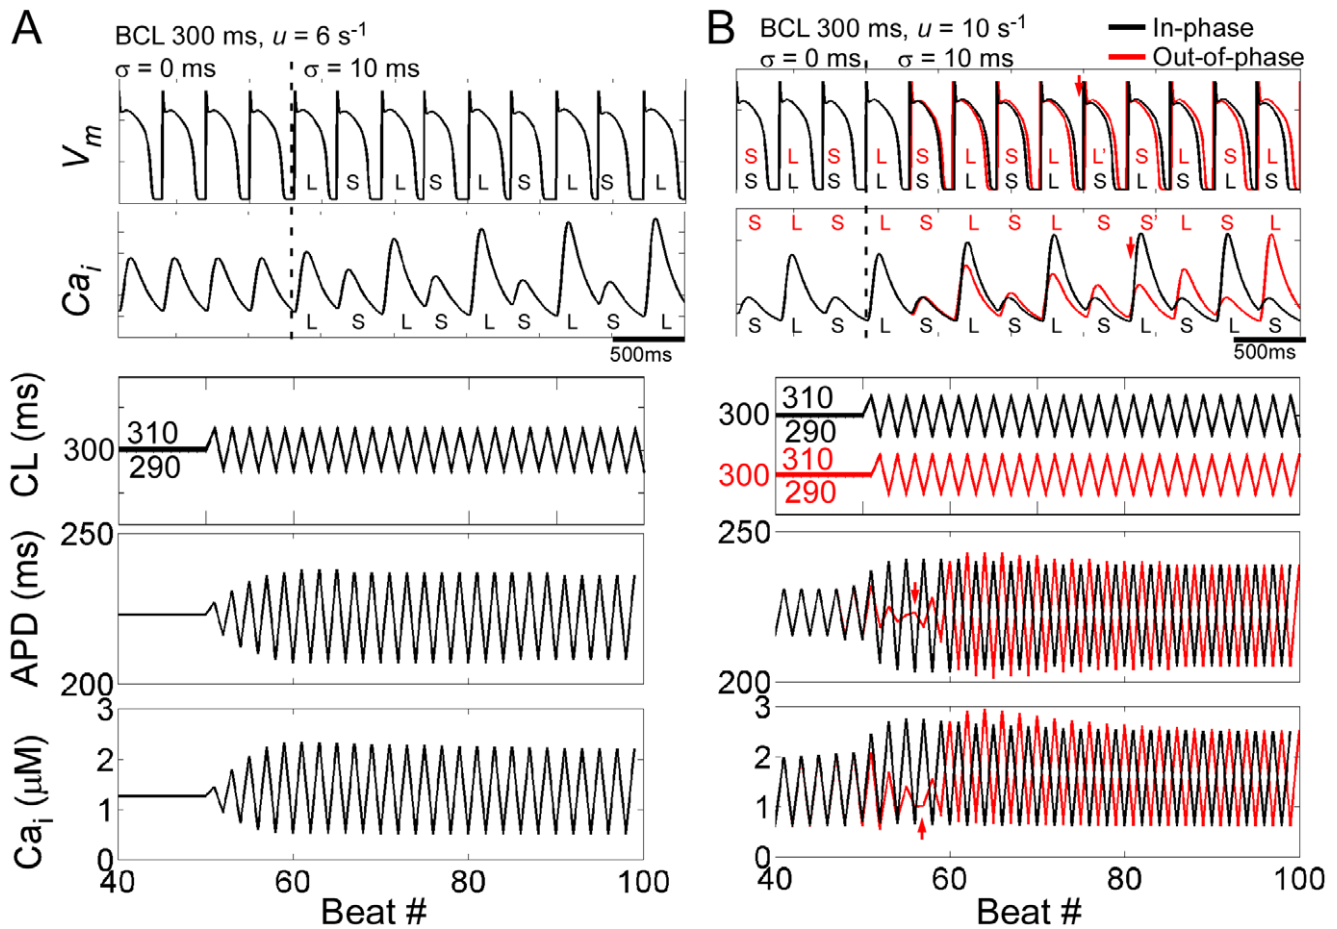 A
BCL 300 ms, u = 6 s⁻¹
σ = 0 ms σ = 10 ms
Vm
L S L S L S L S L
Cai
L S L S L S L S L
500ms
CL (ms)
310
300
290
APD (ms)
250
200
Cai (μM)
3
2
1
0
40 60 80 100
Beat #
B
BCL 300 ms, u = 10 s⁻¹
In-phase
Out-of-phase
σ = 0 ms σ = 10 ms
S L S L S L S L L' S L S L
S L S L S L S L S L S L S
S L S L S L S L S S' L S L
S L S L S L S L S L S L S
500ms
310
300
290
310
300
290
250
200
3
2
1
0
40 60 80 100
Beat #